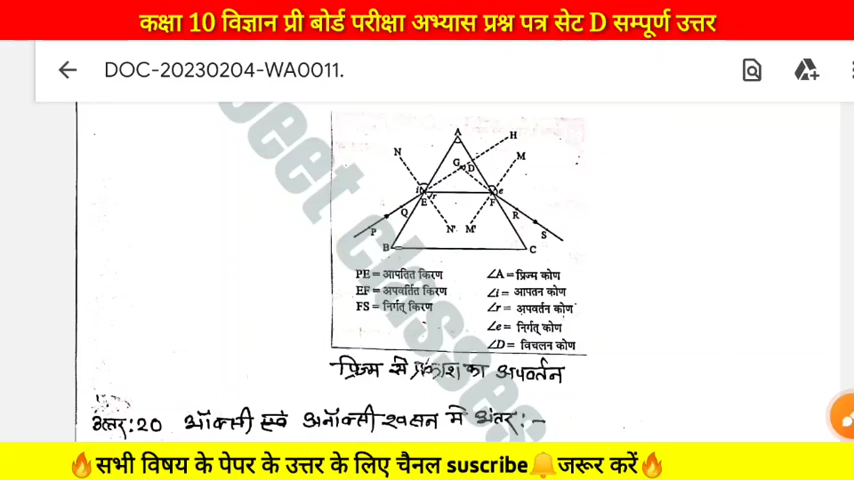 कक्षा 10 विज्ञान प्री बोर्ड परीक्षा अभ्यास प्रश्न पत्र सेट D सम्पूर्ण उत्तर
DOC-20230204-WA0011.
Jeet Classes
A
H
N
M
G
D
i
e
E
r
F
Q
R
P
N'
M'
S
B
C
PE = आपतित किरण
∠A = प्रिज्म कोण
EF = अपवर्तित किरण
∠i = आपतन कोण
FS = निर्गत् किरण
∠r = अपवर्तन कोण
∠e = निर्गत् कोण
∠D = विचलन कोण
प्रिज्म से प्रकाश का अपवर्तन
उत्तर:20 ऑक्सी एवं अनॉक्सी श्वसन में अंतर:-
🔥सभी विषय के पेपर के उत्तर के लिए चैनल suscribe🔔जरूर करें🔥